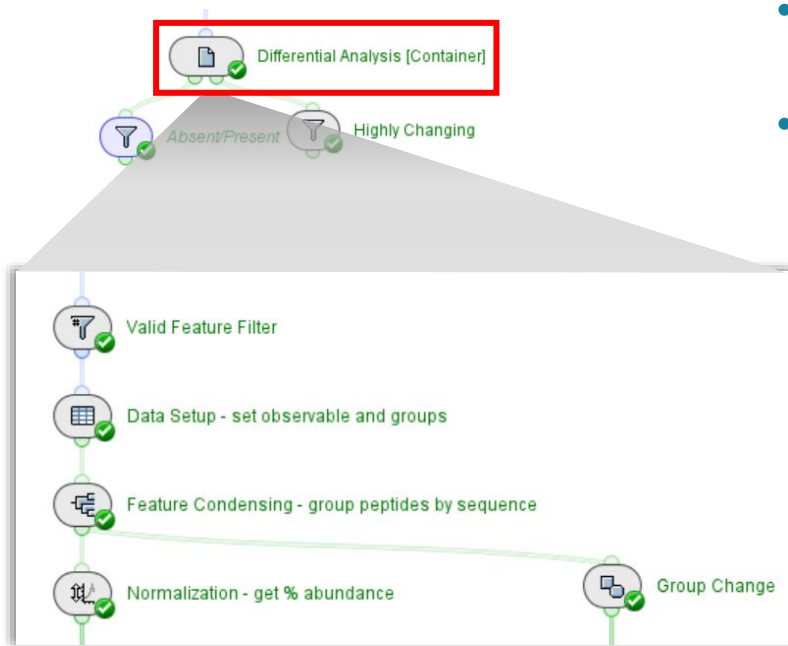 Differential Analysis [Container]
Absent/Present
Highly Changing
Valid Feature Filter
Data Setup - set observable and groups
Feature Condensing - group peptides by sequence
Normalization - get % abundance
Group Change